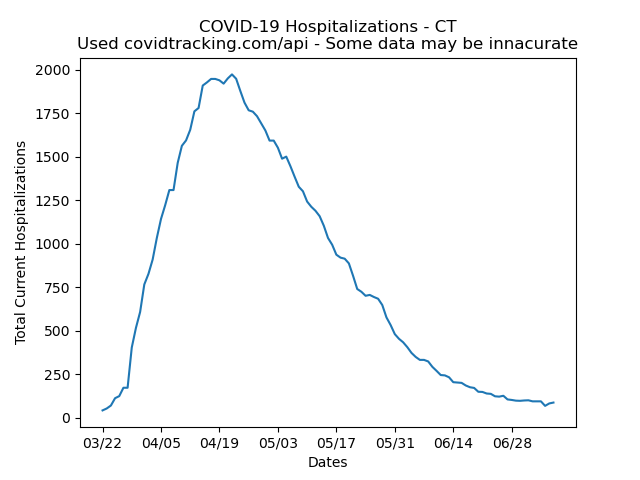 COVID-19 Hospitalizations - CT
Used covidtracking.com/api - Some data may be innacurate
2000
1750
1500
1250
1000
750
500
250
0
Total Current Hospitalizations
03/22 04/05 04/19 05/03 05/17 05/31 06/14 06/28
Dates